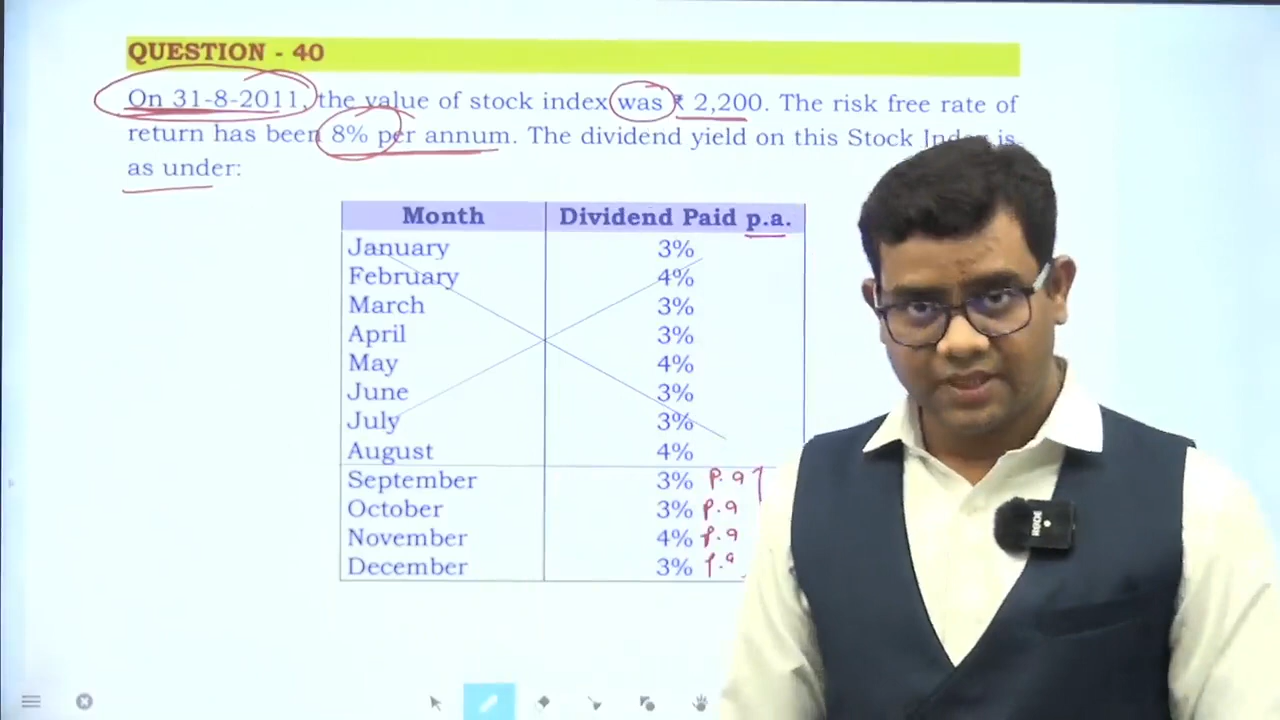 QUESTION - 40
On 31-8-2011, the value of stock index was ₹ 2,200. The risk free rate of
return has been 8% per annum. The dividend yield on this Stock Index is
as under:
Month Dividend Paid p.a.
January 3%
February 4%
March 3%
April 3%
May 4%
June 3%
July 3%
August 4%
September 3% p.a
October 3% p.a
November 4% p.a
December 3% p.a
RODE